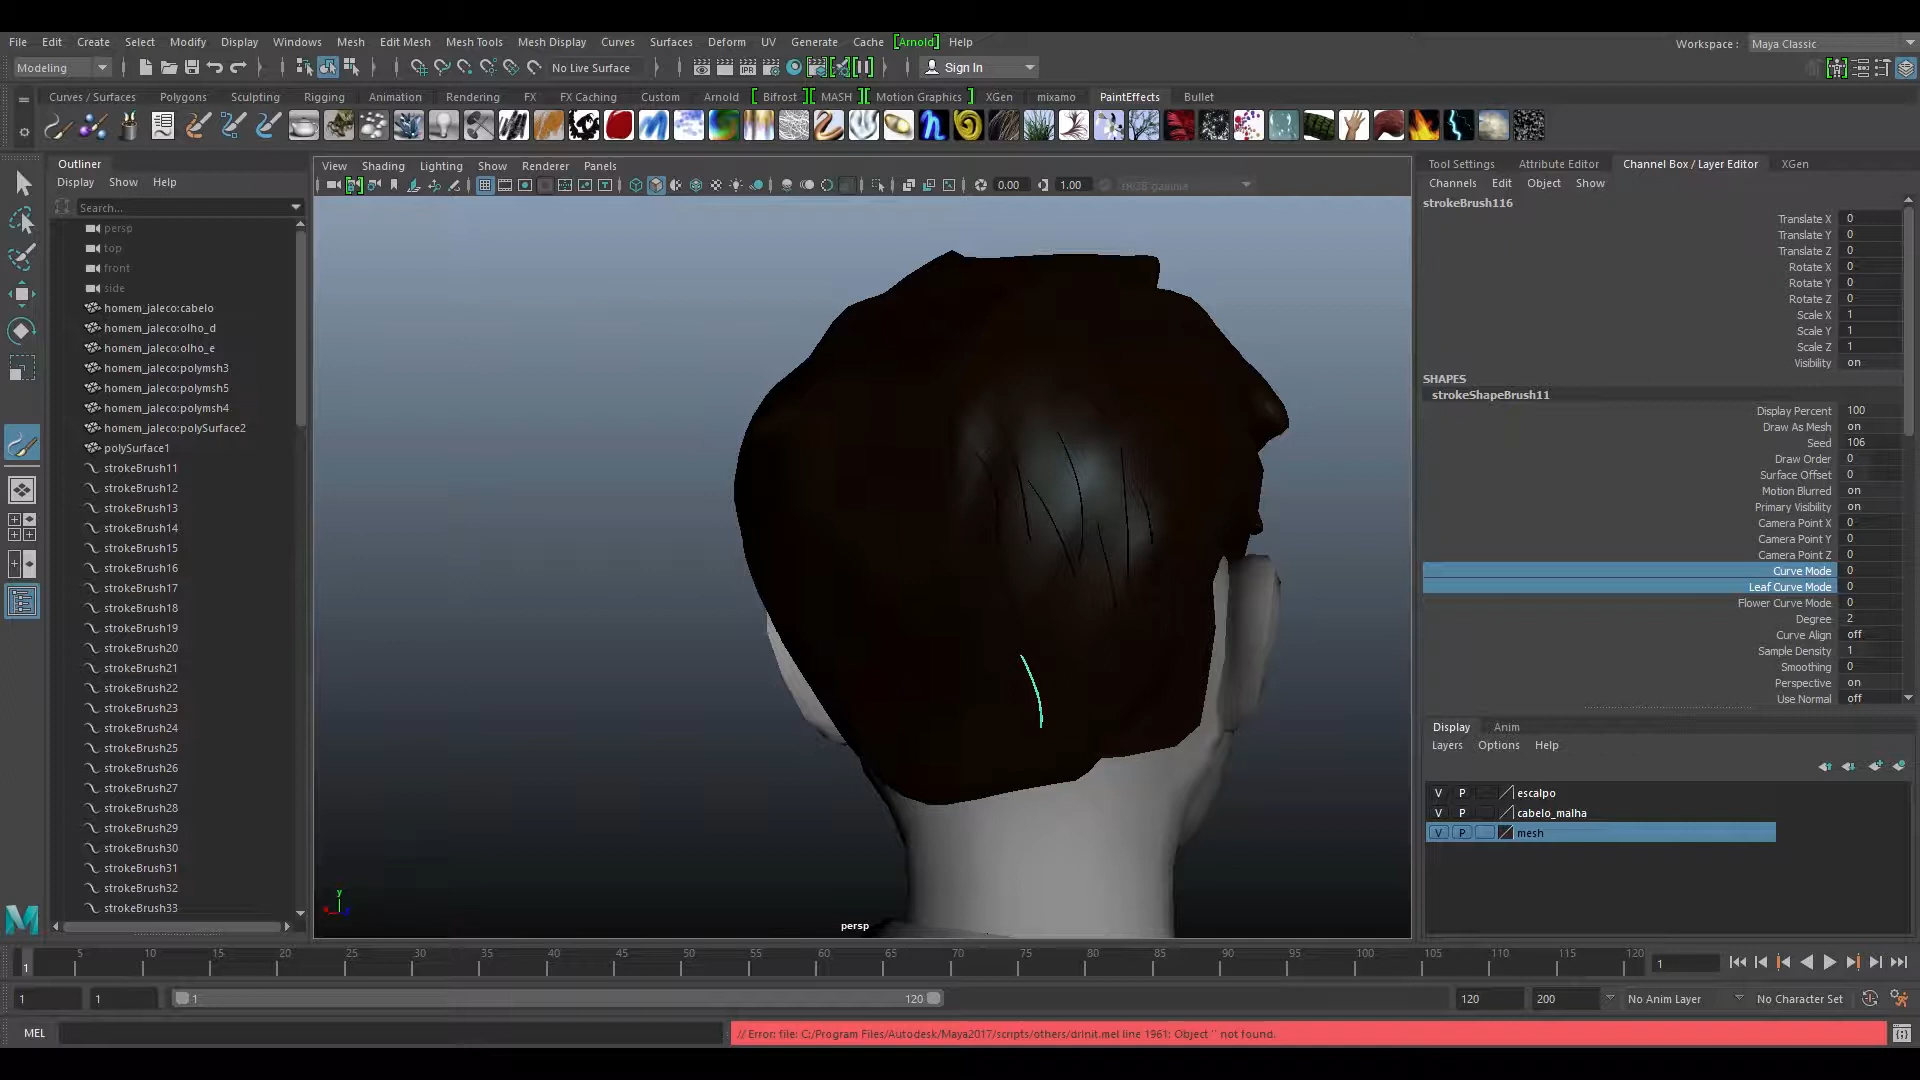 File Edit Create Select Modify Display Windows Mesh Edit Mesh Mesh Tools Mesh Display Curves Surfaces Deform UV Generate Cache [Arnold] Help
Workspace : Maya Classic
Modeling No Live Surface IPR Sign In
Curves / Surfaces Polygons Sculpting Rigging Animation Rendering FX FX Caching Custom Arnold Bifrost MASH Motion Graphics XGen mixamo PaintEffects Bullet
Outliner
Display Show Help
Search...
persp
top
front
side
homem_jaleco:cabelo
homem_jaleco:olho_d
homem_jaleco:olho_e
homem_jaleco:polymsh3
homem_jaleco:polymsh5
homem_jaleco:polymsh4
homem_jaleco:polySurface2
polySurface1
strokeBrush11
strokeBrush12
strokeBrush13
strokeBrush14
strokeBrush15
strokeBrush16
strokeBrush17
strokeBrush18
strokeBrush19
strokeBrush20
strokeBrush21
strokeBrush22
strokeBrush23
strokeBrush24
strokeBrush25
strokeBrush26
strokeBrush27
strokeBrush28
strokeBrush29
strokeBrush30
strokeBrush31
strokeBrush32
strokeBrush33
View Shading Lighting Show Renderer Panels
0.00 1.00 sRGB gamma
y
persp
Tool Settings Attribute Editor Channel Box / Layer Editor XGen
Channels Edit Object Show
strokeBrush116
Translate X 0
Translate Y 0
Translate Z 0
Rotate X 0
Rotate Y 0
Rotate Z 0
Scale X 1
Scale Y 1
Scale Z 1
Visibility on
SHAPES
strokeShapeBrush11
Display Percent 100
Draw As Mesh on
Seed 106
Draw Order 0
Surface Offset 0
Motion Blurred on
Primary Visibility on
Camera Point X 0
Camera Point Y 0
Camera Point Z 0
Curve Mode 0
Leaf Curve Mode 0
Flower Curve Mode 0
Degree 2
Curve Align off
Sample Density 1
Smoothing 0
Perspective on
Use Normal off
Display Anim
Layers Options Help
V P escalpo
V P cabelo_malha
V P mesh
1 5 10 15 20 25 30 35 40 45 50 55 60 65 70 75 80 85 90 95 100 105 110 115 120 1
1 1 1 120 120 200 No Anim Layer No Character Set
MEL // Error: file: C:/Program Files/Autodesk/Maya2017/scripts/others/drInit.mel line 1961: Object '' not found.